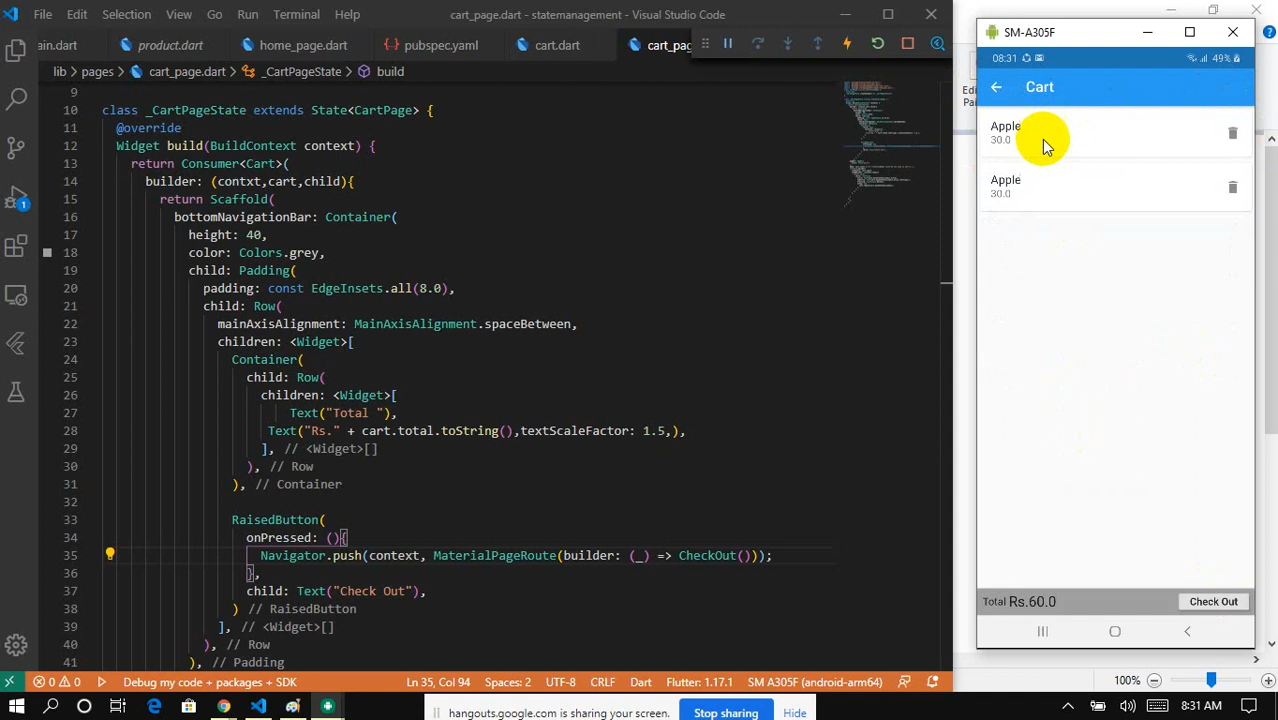 File Edit Selection View Go Run Terminal Help
cart_page.dart - statementagement - Visual Studio Code
ain.dart product.dart home_page.dart pubspec.yaml cart.dart cart_pag
lib > pages > cart_page.dart > _CartPageState > build
9
10 class _CartPageState extends State<CartPage> {
11 @override
12 Widget build(BuildContext context) {
13 return Consumer<Cart>(
14 builder: (contxt,cart,child){
15 return Scaffold(
16 bottomNavigationBar: Container(
17 height: 40,
18 color: Colors.grey,
19 child: Padding(
20 padding: const EdgeInsets.all(8.0),
21 child: Row(
22 mainAxisAlignment: MainAxisAlignment.spaceBetween,
23 children: <Widget>[
24 Container(
25 child: Row(
26 children: <Widget>[
27 Text("Total "),
28 Text("Rs." + cart.total.toString(),textScaleFactor: 1.5,),
29 ], // <Widget>[]
30 ), // Row
31 ), // Container
32
33 RaisedButton(
34 onPressed: (){
35 Navigator.push(context, MaterialPageRoute(builder: (_) => CheckOut()));
36 },
37 child: Text("Check Out"),
38 ) // RaisedButton
39 ], // <Widget>[]
40 ), // Row
41 ), // Padding
1
0 0 Debug my code + packages + SDK Ln 35, Col 94 Spaces: 2 UTF-8 CRLF Dart Flutter: 1.17.1 SM A305F (android-arm64)
SM-A305F
08:31 49%
Cart
Apple
30.0
Apple
30.0
Total Rs.60.0 Check Out
Edi
Pai
100%
hangouts.google.com is sharing your screen. Stop sharing Hide
8:31 AM